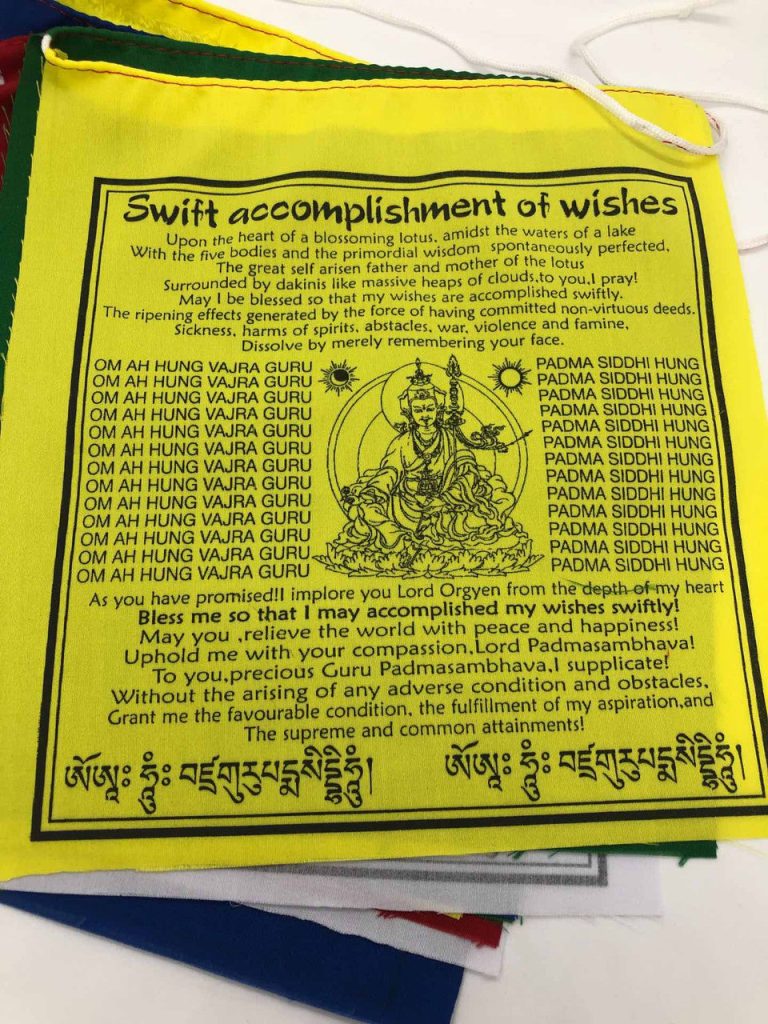 Swift accomplishment of wishes
Upon the heart of a blossoming lotus, amidst the waters of a lake
With the five bodies and the primordial wisdom spontaneously perfected,
The great self arisen father and mother of the lotus
Surrounded by dakinis like massive heaps of clouds,to you,I pray!
May I be blessed so that my wishes are accomplished swiftly.
The ripening effects generated by the force of having committed non-virtuous deeds.
Sickness, harms of spirits, abstacles, war, violence and famine,
Dissolve by merely remembering your face.
OM AH HUNG VAJRA GURU PADMA SIDDHI HUNG
OM AH HUNG VAJRA GURU PADMA SIDDHI HUNG
OM AH HUNG VAJRA GURU PADMA SIDDHI HUNG
OM AH HUNG VAJRA GURU PADMA SIDDHI HUNG
OM AH HUNG VAJRA GURU PADMA SIDDHI HUNG
OM AH HUNG VAJRA GURU PADMA SIDDHI HUNG
OM AH HUNG VAJRA GURU PADMA SIDDHI HUNG
OM AH HUNG VAJRA GURU PADMA SIDDHI HUNG
OM AH HUNG VAJRA GURU PADMA SIDDHI HUNG
OM AH HUNG VAJRA GURU PADMA SIDDHI HUNG
OM AH HUNG VAJRA GURU PADMA SIDDHI HUNG
OM AH HUNG VAJRA GURU PADMA SIDDHI HUNG
OM AH HUNG VAJRA GURU PADMA SIDDHI HUNG
As you have promised!I implore you Lord Orgyen from the depth of my heart
Bless me so that I may accomplished my wishes swiftly!
May you ,relieve the world with peace and happiness!
Uphold me with your compassion,Lord Padmasambhava!
To you,precious Guru Padmasambhava,I supplicate!
Without the arising of any adverse condition and obstacles,
Grant me the favourable condition, the fulfillment of my aspiration,and
The supreme and common attainments!
ཨོཾཨཱཿ ཧཱུྃཿ བཛྲགུརུཔདྨསིདྡྷིཧཱུྃ། ཨོཾཨཱཿ ཧཱུྃཿ བཛྲགུརུཔདྨསིདྡྷིཧཱུྃ།